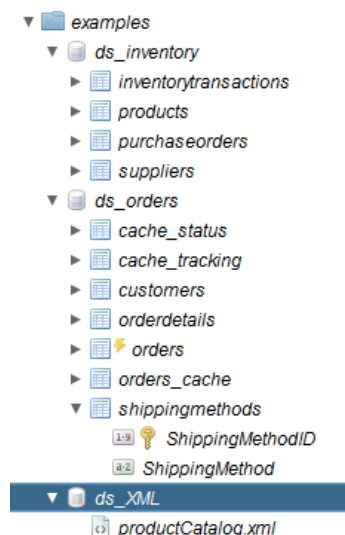 examples
ds_inventory
inventorytransactions
products
purchaseorders
suppliers
ds_orders
cache_status
cache_tracking
customers
orderdetails
orders
orders_cache
shippingmethods
1-9 ShippingMethodID
a-z ShippingMethod
ds_XML
productCatalog.xml